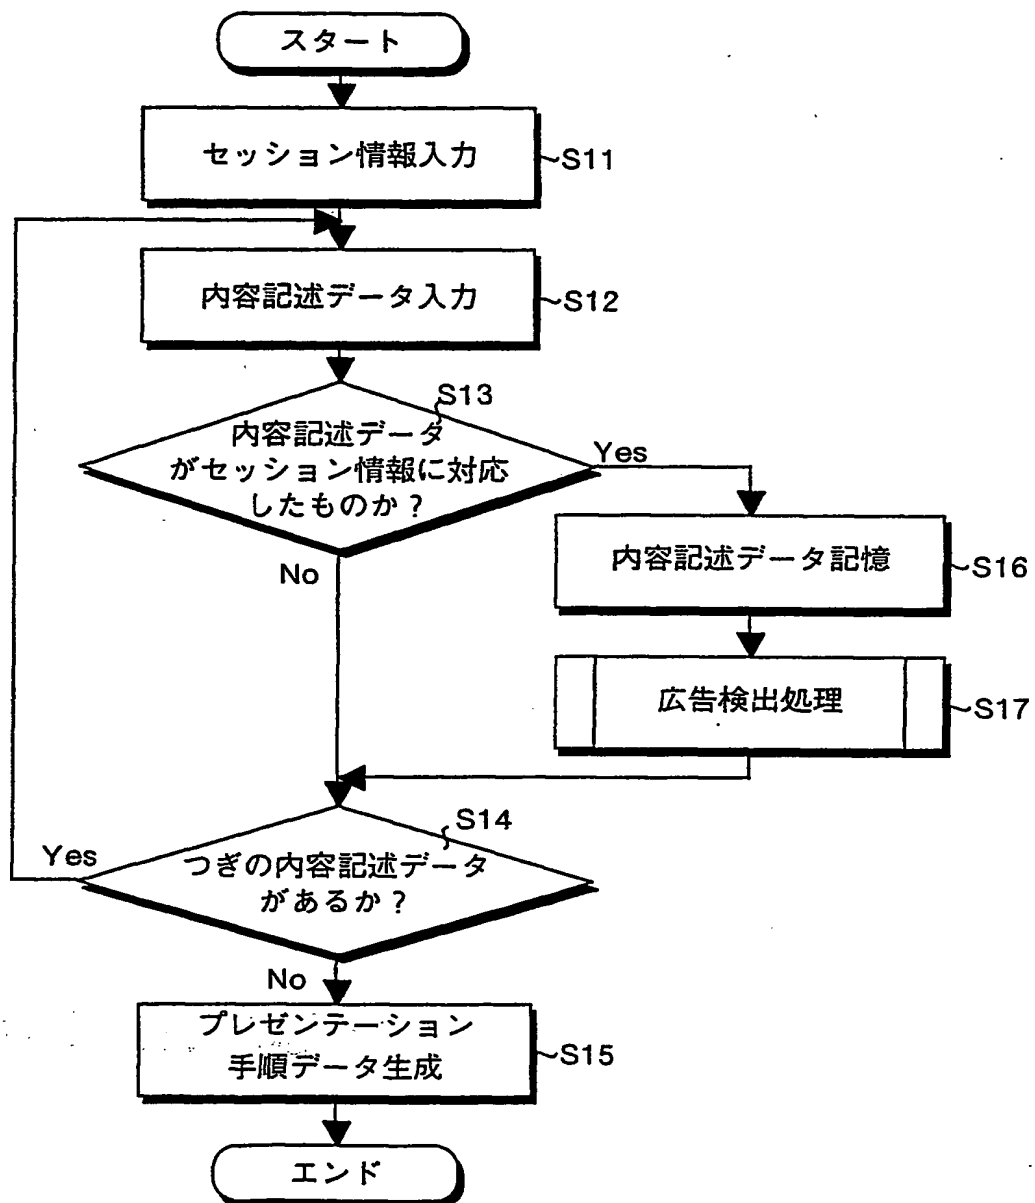 スタート
セッション情報入力
~S11
内容記述データ入力
~S12
S13
内容記述データ
がセッション情報に対応
したものか?
Yes
No
内容記述データ記憶
~S16
広告検出処理
~S17
S14
つぎの内容記述データ
があるか?
Yes
No
プレゼンテーション
手順データ生成
~S15
エンド